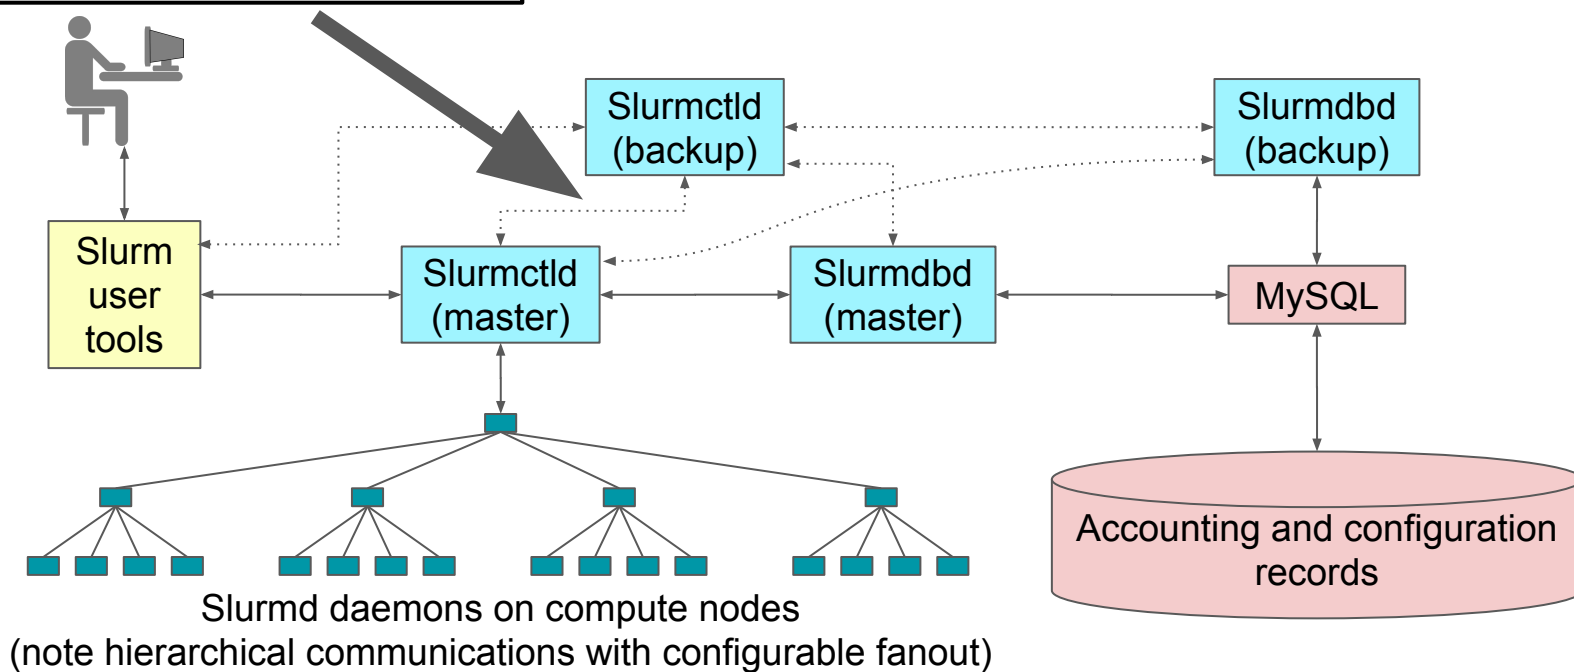 Slurmctld
(backup)
Slurmdbd
(backup)
Slurm
user
tools
Slurmctld
(master)
Slurmdbd
(master)
MySQL
Accounting and configuration
records
Slurmd daemons on compute nodes
(note hierarchical communications with configurable fanout)